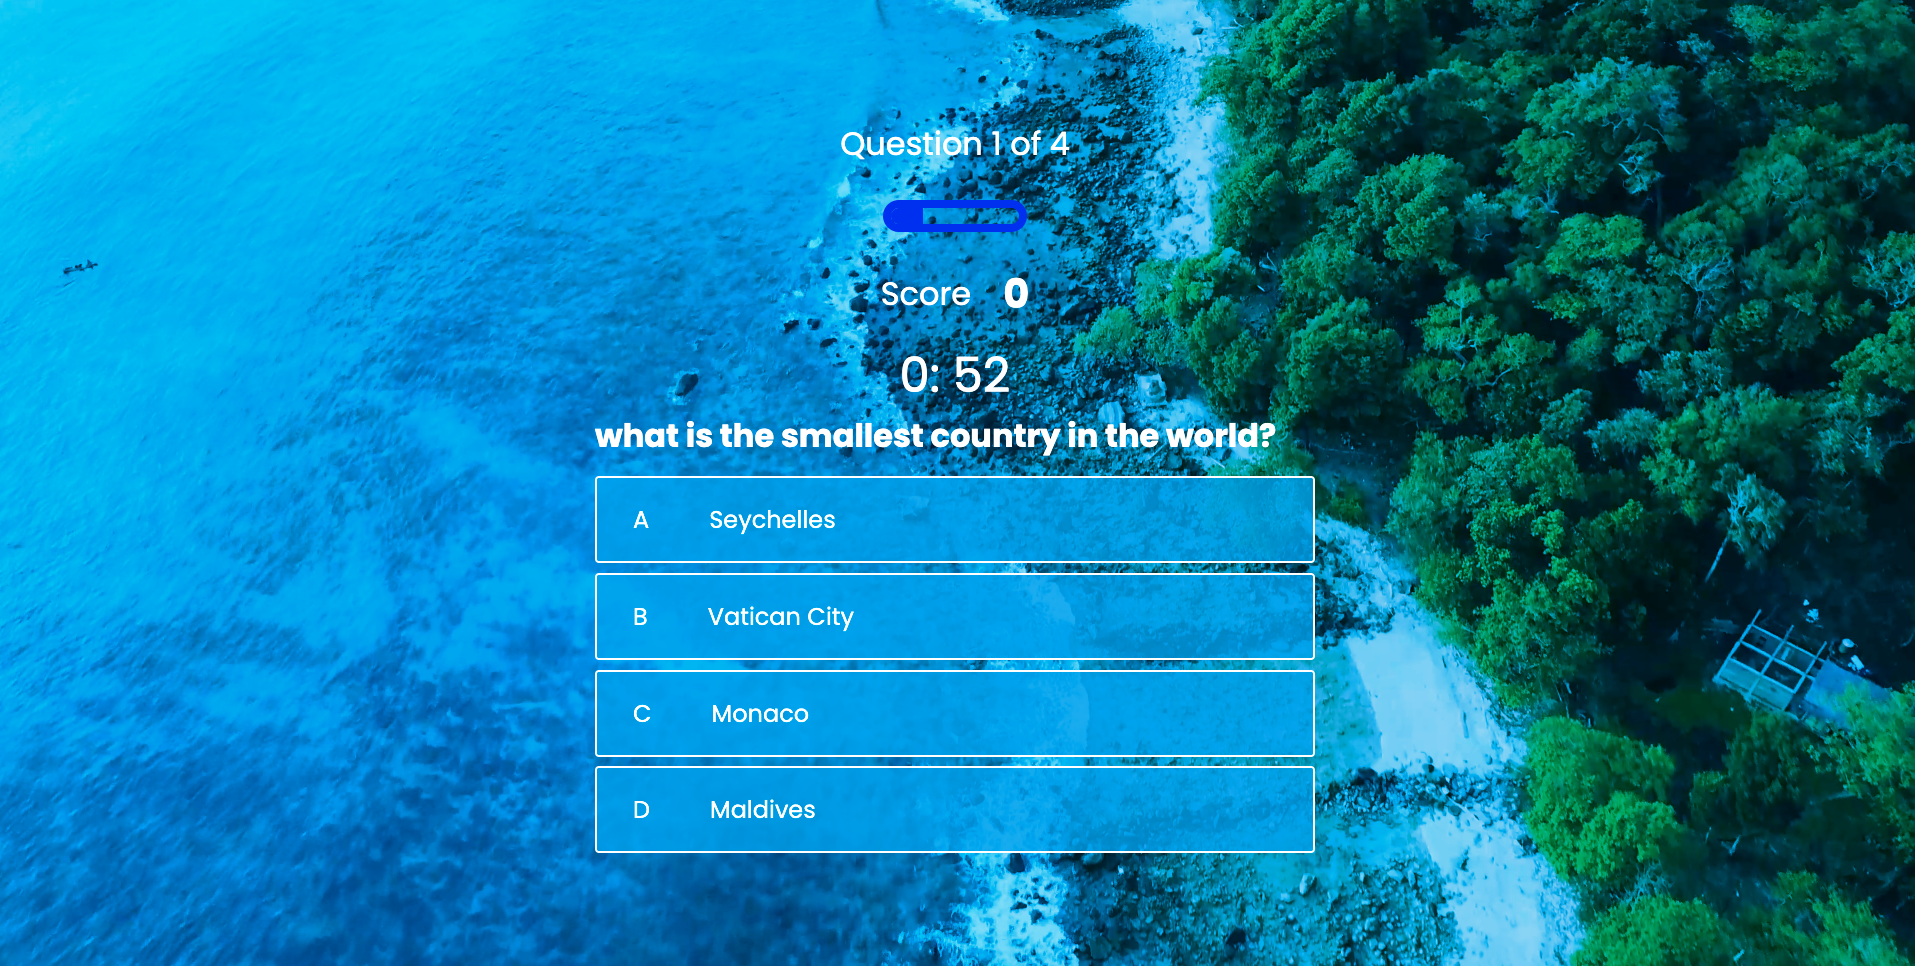 Question 1 of 4
Score 0
0: 52
what is the smallest country in the world?
A Seychelles
B Vatican City
C Monaco
D Maldives